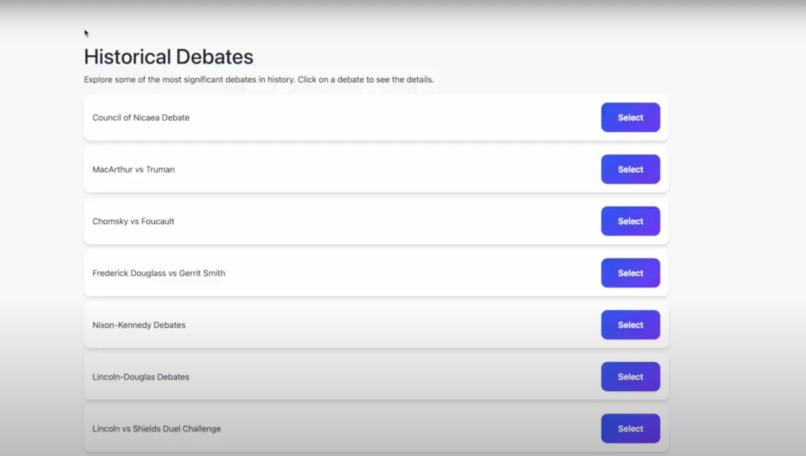 Historical Debates
Explore some of the most significant debates in history. Click on a debate to see the details.
Council of Nicaea Debate
Select
MacArthur vs Truman
Select
Chomsky vs Foucault
Select
Frederick Douglass vs Gerrit Smith
Select
Nixon-Kennedy Debates
Select
Lincoln-Douglas Debates
Select
Lincoln vs Shields Duel Challenge
Select